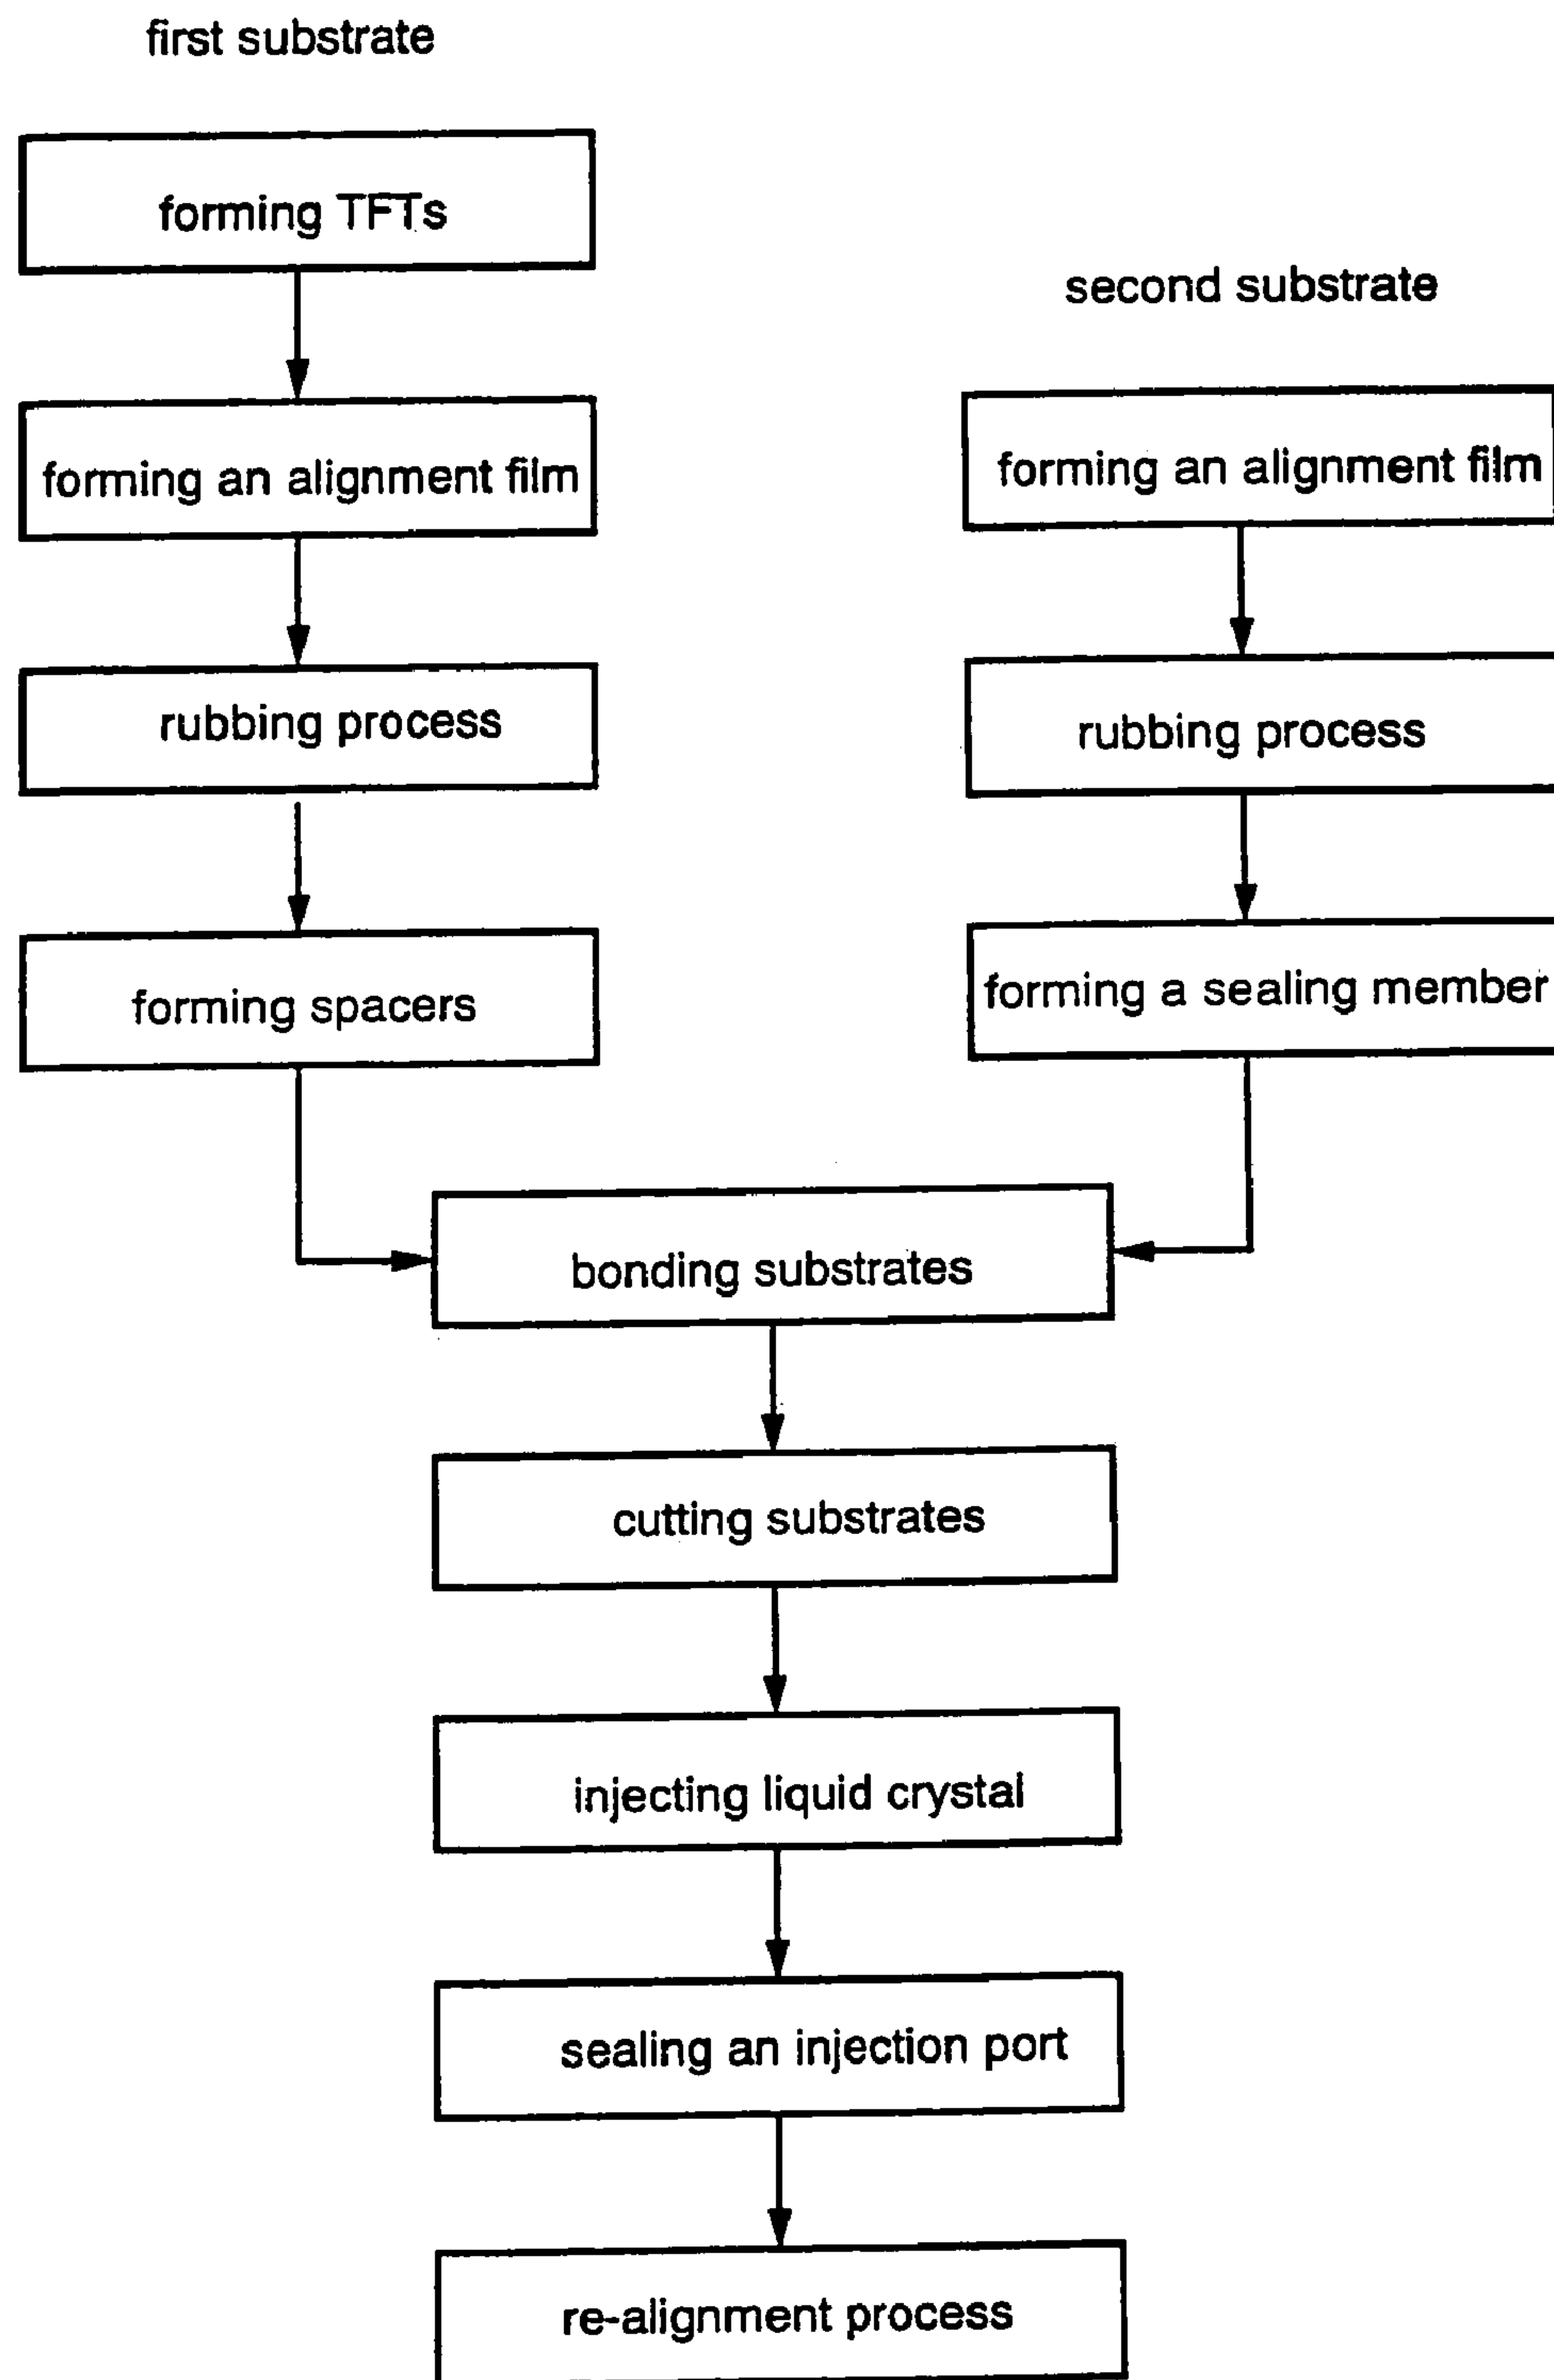 first substrate
forming TFTs
forming an alignment film
rubbing process
forming spacers
second substrate
forming an alignment film
rubbing process
forming a sealing member
bonding substrates
cutting substrates
injecting liquid crystal
sealing an injection port
re-alignment process